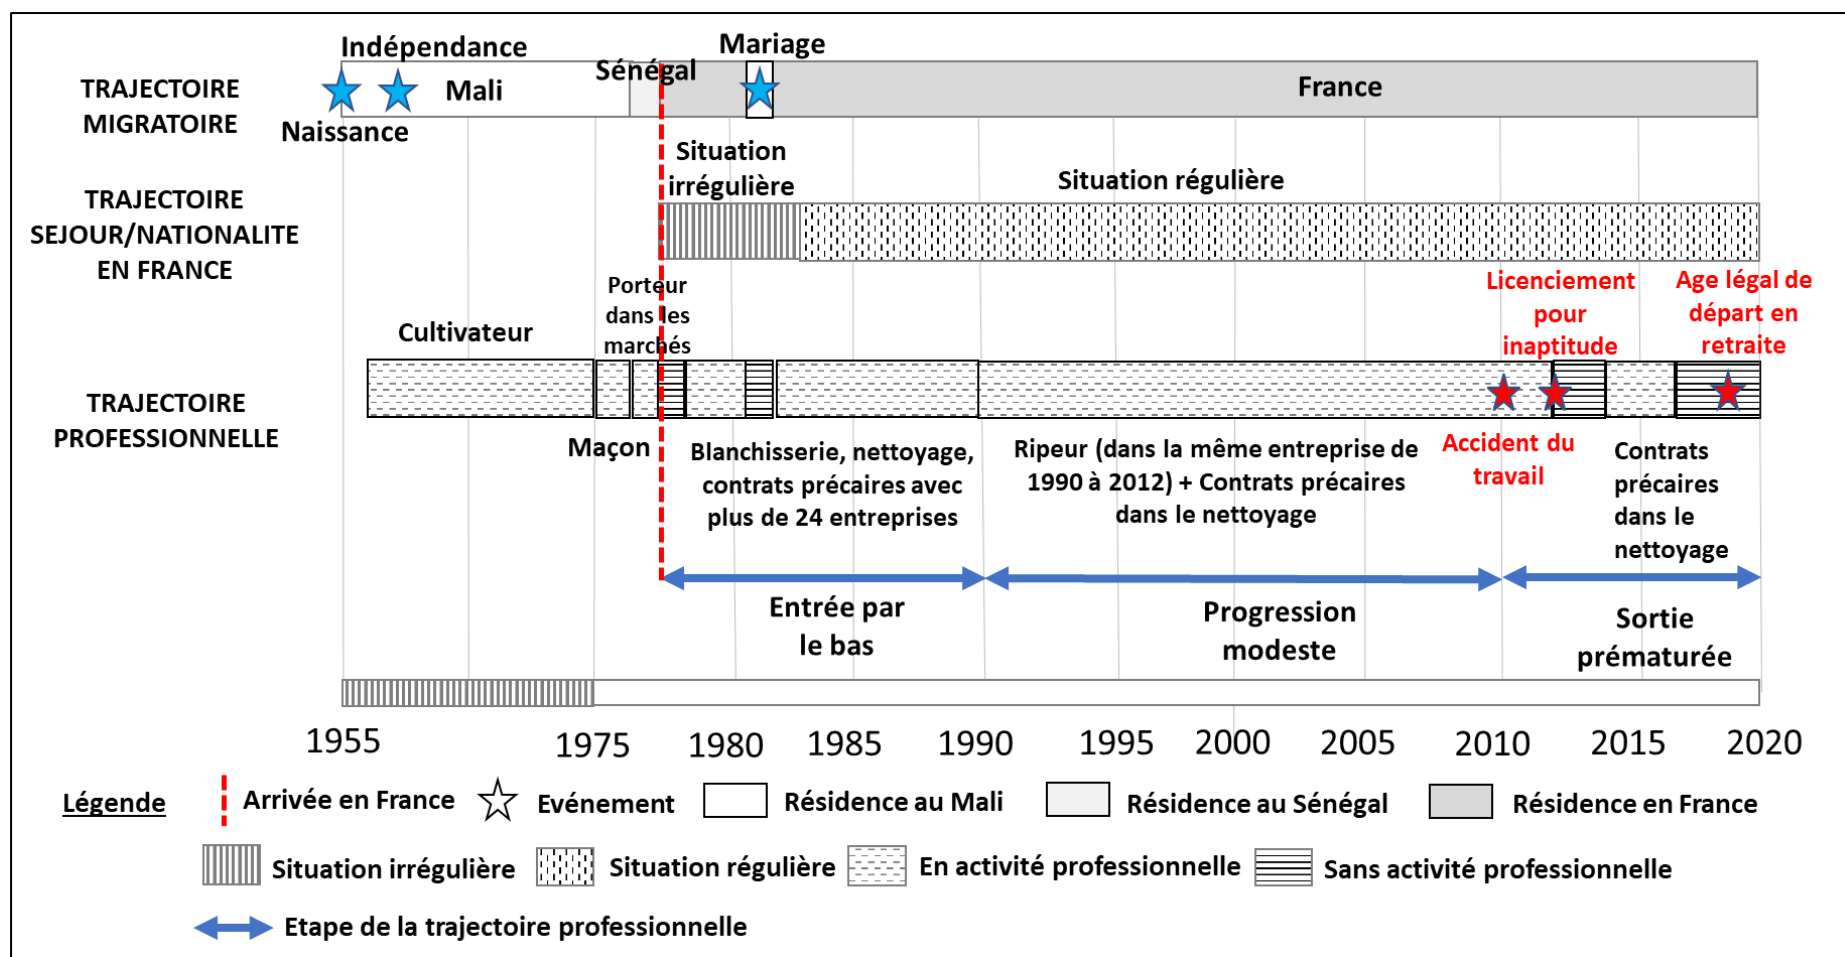 Indépendance
Mariage
Sénégal
TRAJECTOIRE
MIGRATOIRE
Mali
France
Naissance
Situation
irrégulière
Situation régulière
TRAJECTOIRE
SEJOUR/NATIONALITE
EN FRANCE
Porteur
dans les
marchés
Licenciement
pour
inaptitude
Age légal de
départ en
retraite
Cultivateur
TRAJECTOIRE
PROFESSIONNELLE
Maçon
Blanchisserie, nettoyage,
contrats précaires avec
plus de 24 entreprises
Ripeur (dans la même entreprise de
1990 à 2012) + Contrats précaires
dans le nettoyage
Accident du
travail
Contrats
précaires
dans le
nettoyage
Entrée par
le bas
Progression
modeste
Sortie
prématurée
1955 1975 1980 1985 1990 1995 2000 2005 2010 2015 2020
Légende
Arrivée en France
Evénement
Résidence au Mali
Résidence au Sénégal
Résidence en France
Situation irrégulière
Situation régulière
En activité professionnelle
Sans activité professionnelle
Etape de la trajectoire professionnelle